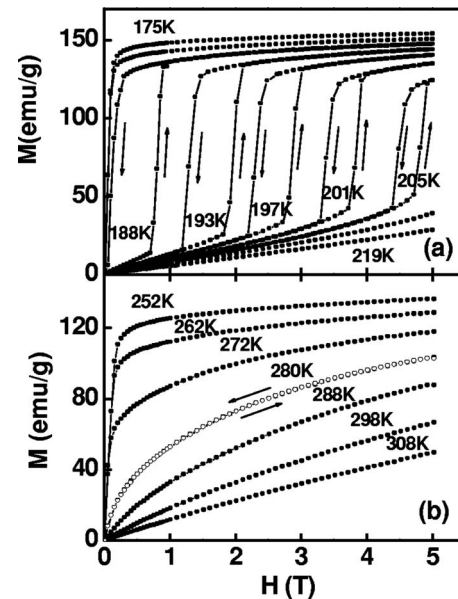 150
100
50
0
M(emu/g)
175K
188K
193K
197K
201K
205K
219K
(a)
120
80
40
0
M (emu/g)
252K
262K
272K
280K
288K
298K
308K
(b)
0 1 2 3 4 5
H (T)